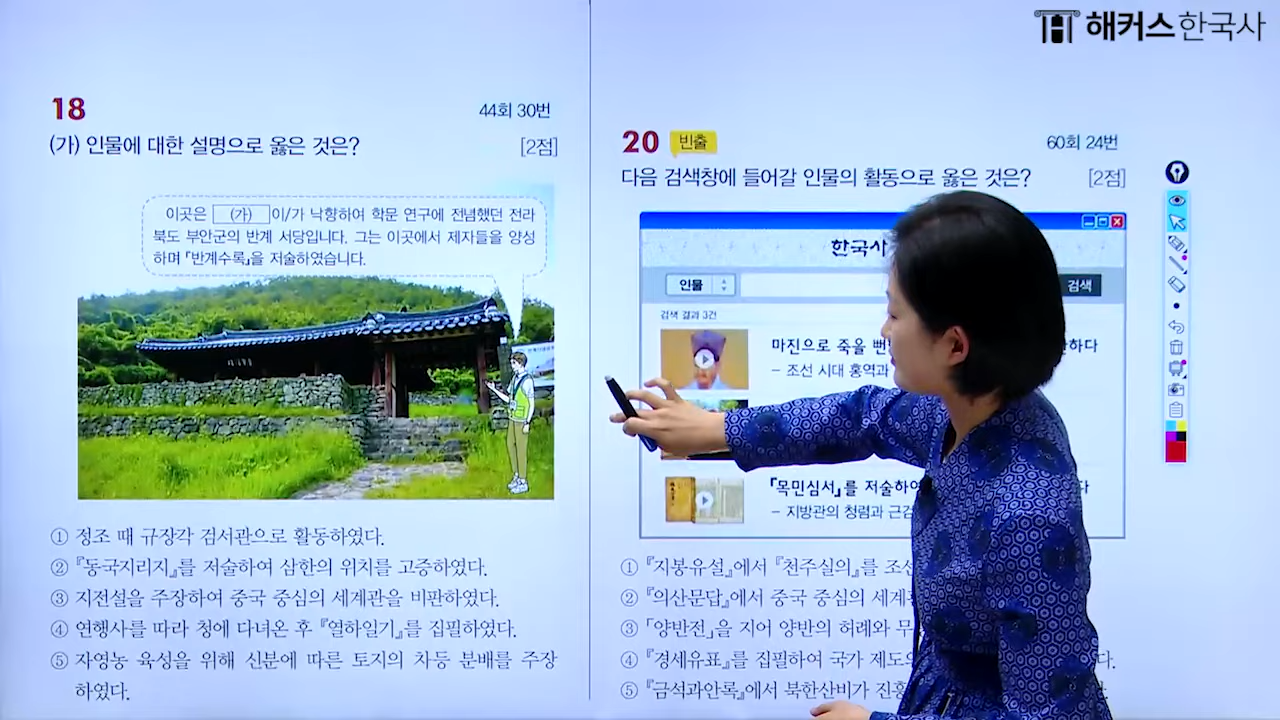 해커스한국사
18
44회 30번
(가) 인물에 대한 설명으로 옳은 것은?
[2점]
이곳은 (가) 이/가 낙향하여 학문 연구에 전념했던 전라
북도 부안군의 반계 서당입니다. 그는 이곳에서 제자들을 양성
하며 『반계수록』을 저술하였습니다.
① 정조 때 규장각 검서관으로 활동하였다.
② 『동국지리지』를 저술하여 삼한의 위치를 고증하였다.
③ 지전설을 주장하여 중국 중심의 세계관을 비판하였다.
④ 연행사를 따라 청에 다녀온 후 『열하일기』를 집필하였다.
⑤ 자영농 육성을 위해 신분에 따른 토지의 차등 분배를 주장
하였다.
20 빈출
60회 24번
다음 검색창에 들어갈 인물의 활동으로 옳은 것은?
[2점]
한국사
인물
검색
검색 결과 3건
마진으로 죽을 뻔
하다
- 조선 시대 홍역과
『목민심서』를 저술하여
다
- 지방관의 청렴과 근검
① 『지봉유설』에서 『천주실의』를 조선
② 『의산문답』에서 중국 중심의 세계관
③ 「양반전」을 지어 양반의 허례와 무
④ 『경세유표』를 집필하여 국가 제도의
다.
⑤ 『금석과안록』에서 북한산비가 진흥